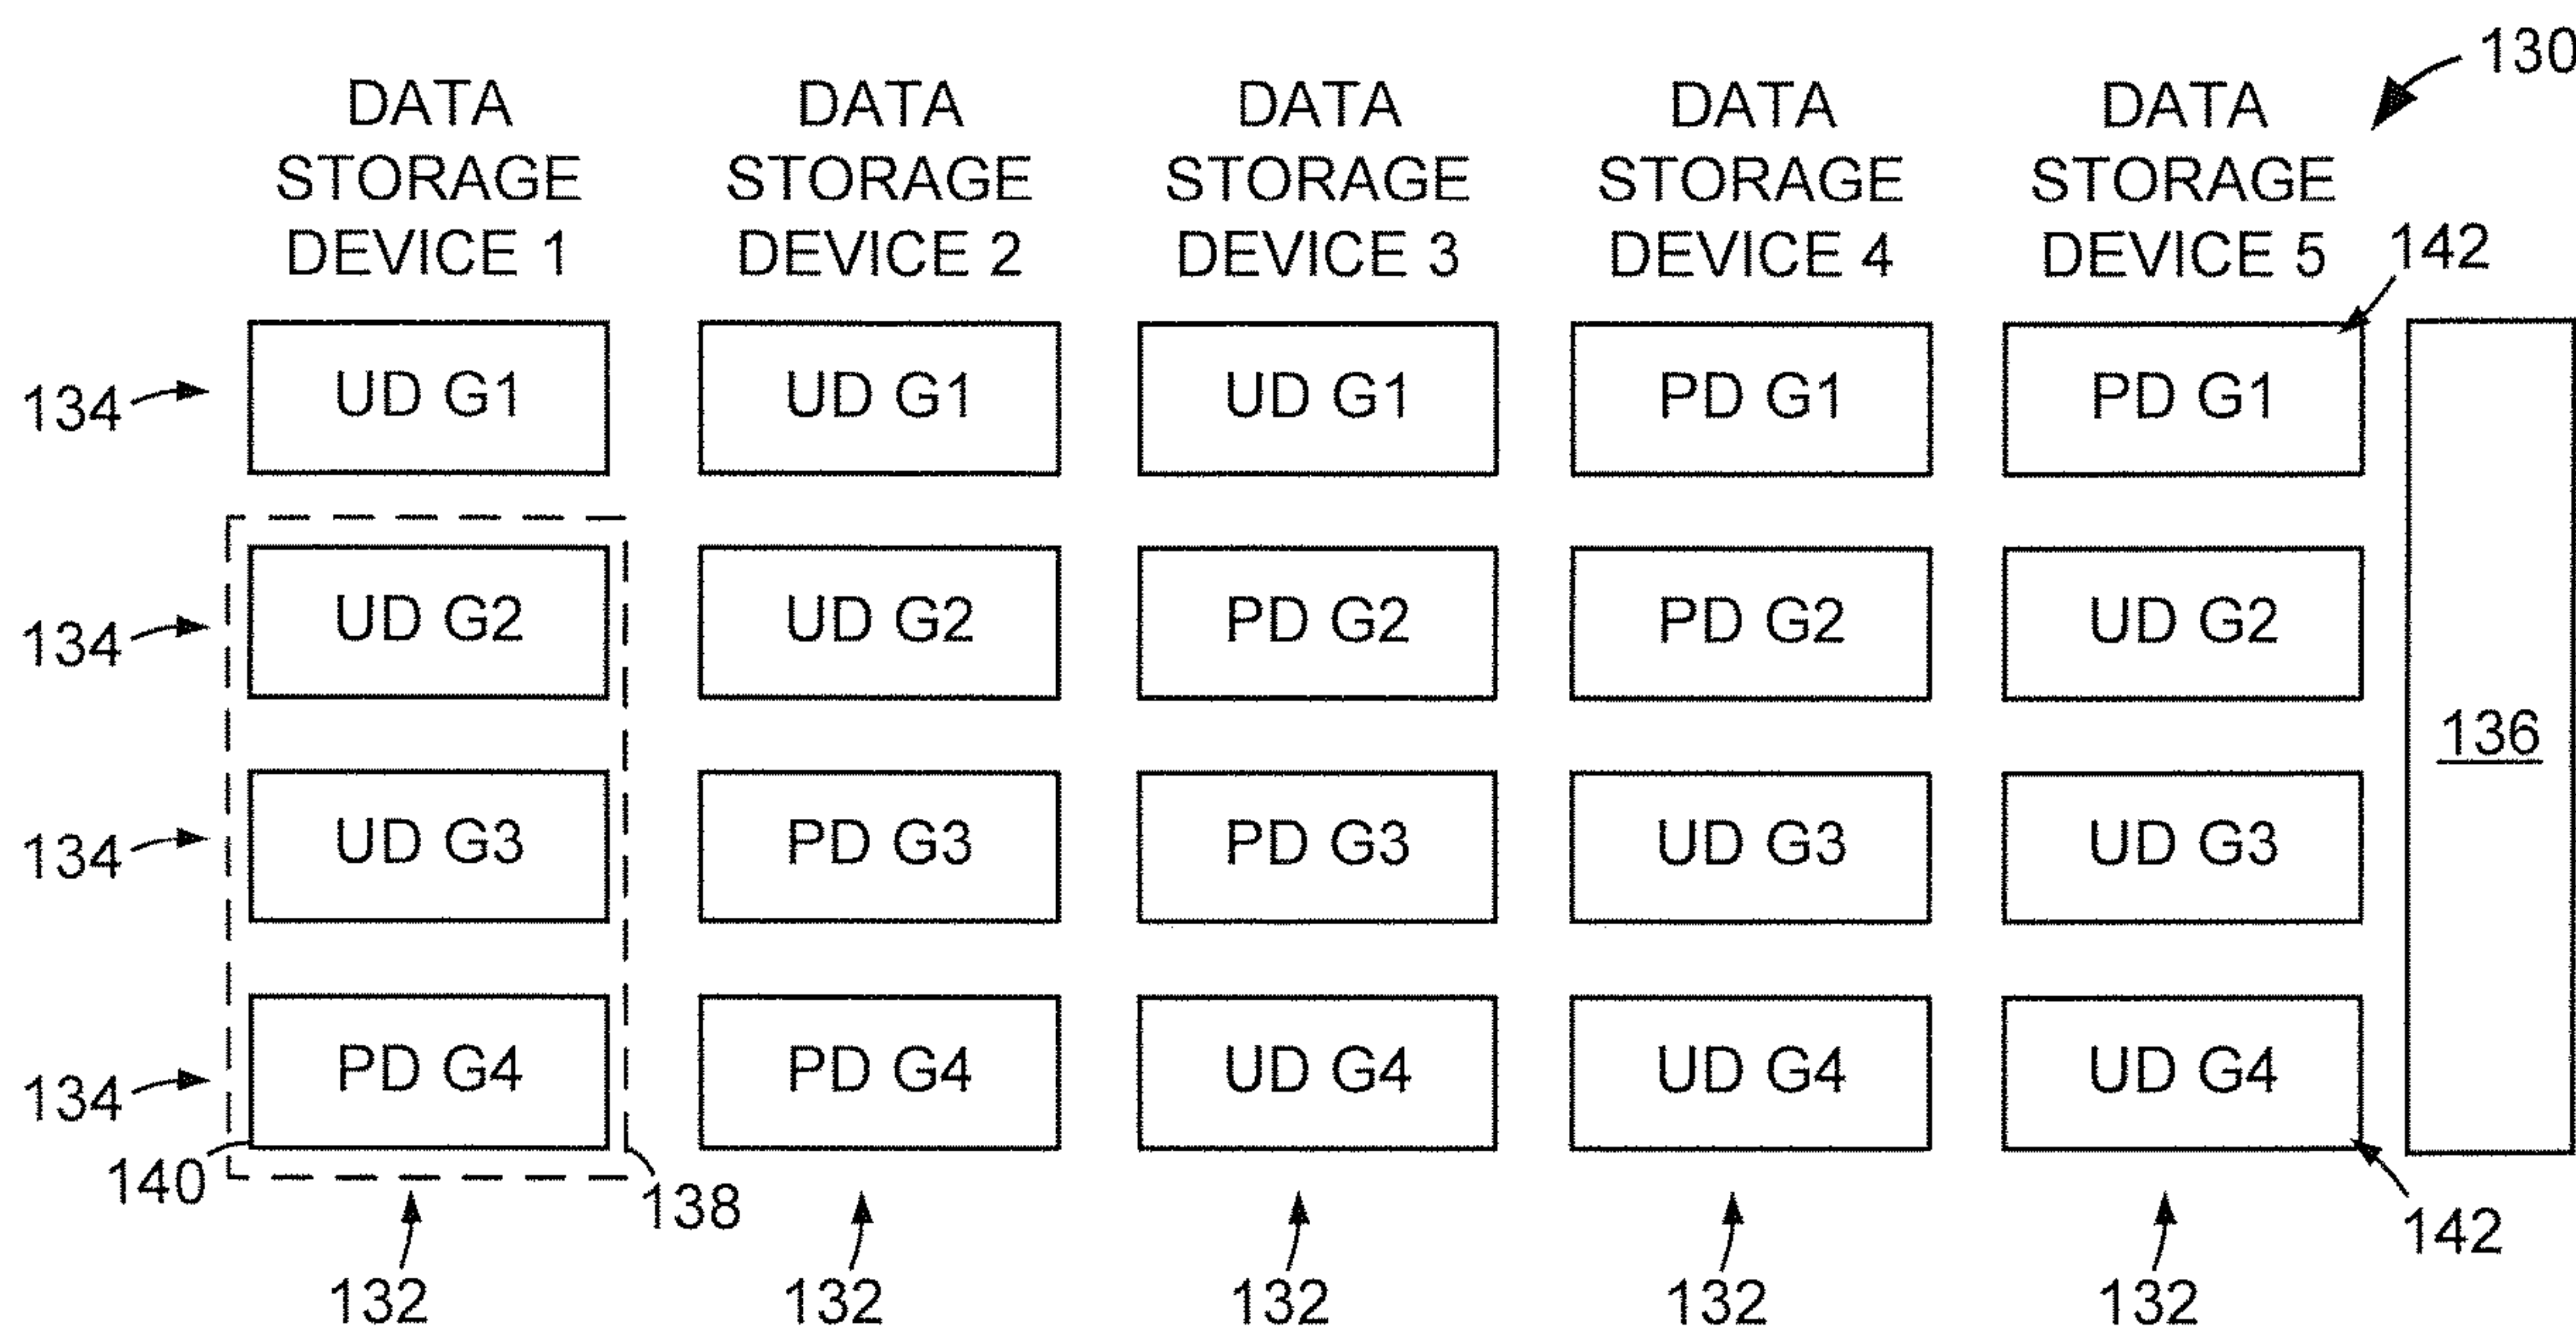 130
DATA STORAGE DEVICE 1
DATA STORAGE DEVICE 2
DATA STORAGE DEVICE 3
DATA STORAGE DEVICE 4
DATA STORAGE DEVICE 5
142
134 UD G1 UD G1 UD G1 PD G1 PD G1
134 UD G2 UD G2 PD G2 PD G2 UD G2
136
134 UD G3 PD G3 PD G3 UD G3 UD G3
134 PD G4 PD G4 UD G4 UD G4 UD G4
140 138 142
132 132 132 132 132